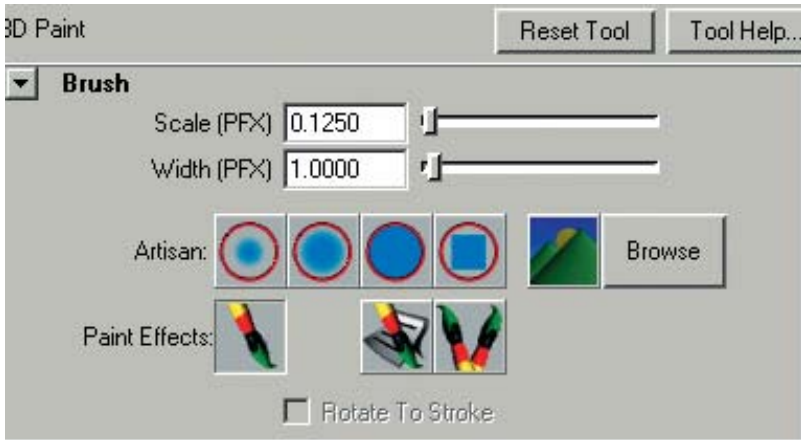 3D Paint Reset Tool Tool Help...
Brush
Scale (PFX) 0.1250
Width (PFX) 1.0000
Artisan: Browse
Paint Effects:
Rotate To Stroke